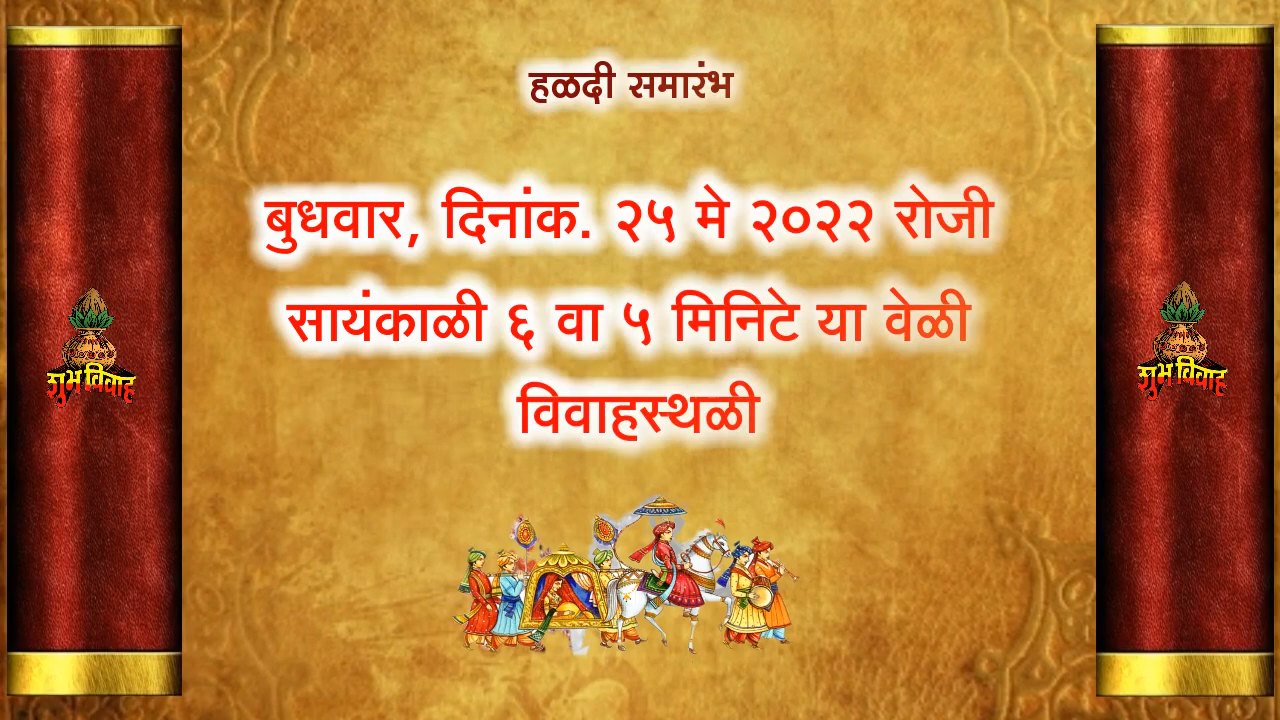 हळदी समारंभ
बुधवार, दिनांक. २५ मे २०२२ रोजी
सायंकाळी ६ वा ५ मिनिटे या वेळी
विवाहस्थळी
शुभ विवाह
शुभ विवाह